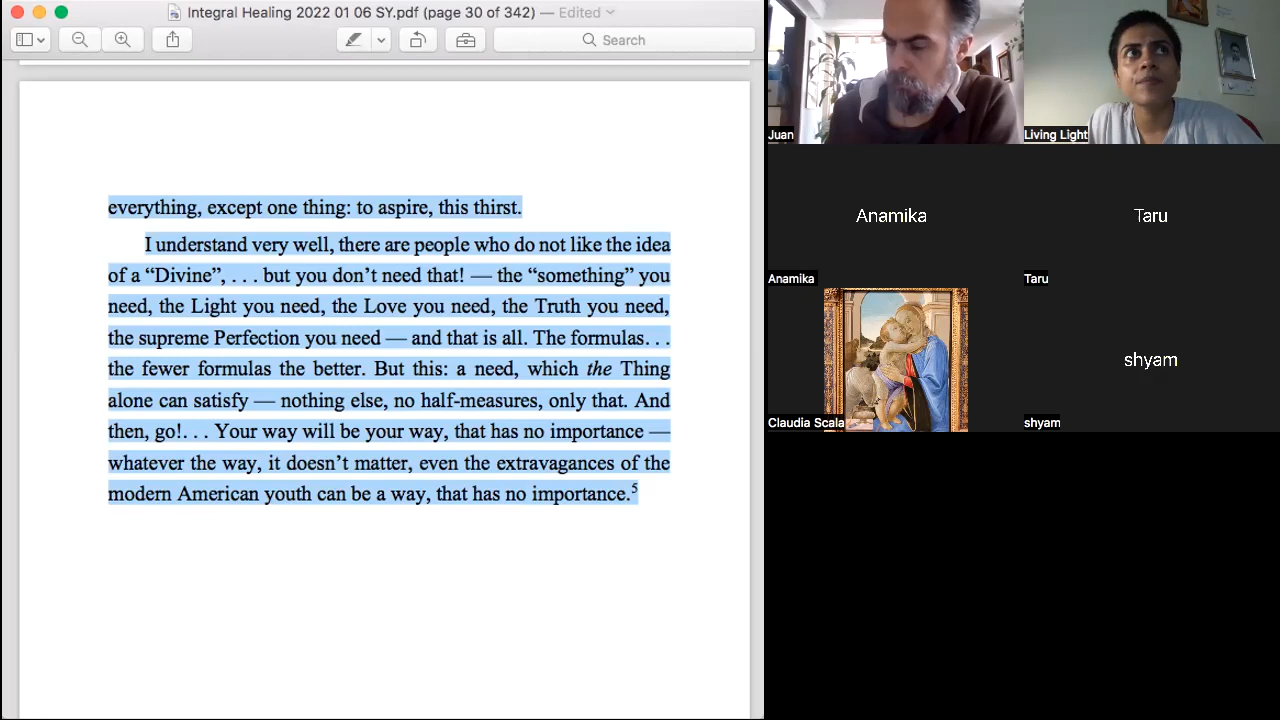 Integral Healing 2022 01 06 SY.pdf (page 30 of 342) — Edited
Search
everything, except one thing: to aspire, this thirst.
I understand very well, there are people who do not like the idea
of a “Divine”, . . . but you don’t need that! — the “something” you
need, the Light you need, the Love you need, the Truth you need,
the supreme Perfection you need — and that is all. The formulas. . .
the fewer formulas the better. But this: a need, which the Thing
alone can satisfy — nothing else, no half-measures, only that. And
then, go!. . . Your way will be your way, that has no importance —
whatever the way, it doesn’t matter, even the extravagances of the
modern American youth can be a way, that has no importance.5
Juan
Living Light
Anamika
Taru
Anamika
Taru
shyam
Claudia Scala
shyam